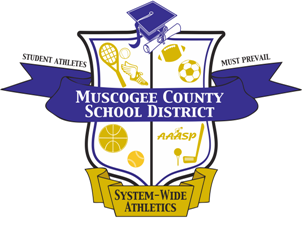 STUDENT ATHLETES
MUST PREVAIL
MUSCOGEE COUNTY
SCHOOL DISTRICT
AAASP
SYSTEM-WIDE
ATHLETICS